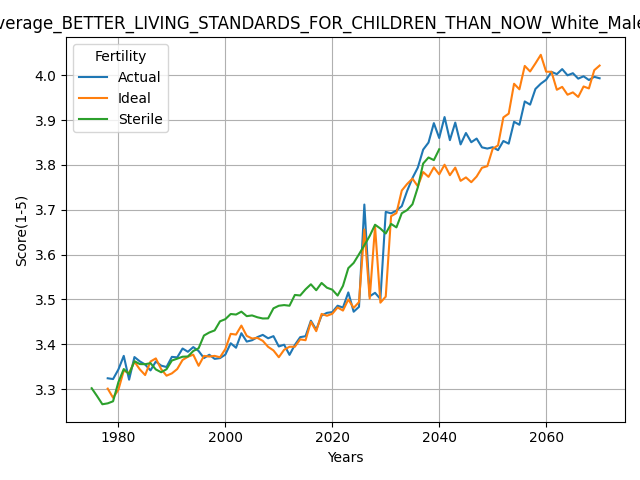 verage_BETTER_LIVING_STANDARDS_FOR_CHILDREN_THAN_NOW_White_Male
Fertility
Actual
Ideal
Sterile
Score(1-5)
4.0
3.9
3.8
3.7
3.6
3.5
3.4
3.3
1980 2000 2020 2040 2060
Years